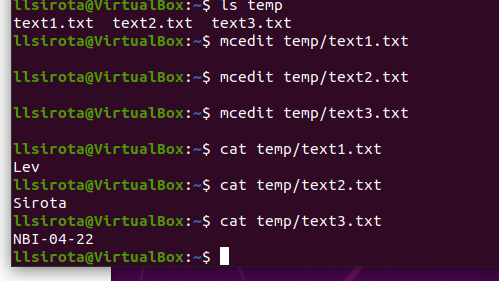 llsirota@VirtualBox:~$ ls temp
text1.txt  text2.txt  text3.txt
llsirota@VirtualBox:~$ mcedit temp/text1.txt
llsirota@VirtualBox:~$ mcedit temp/text2.txt
llsirota@VirtualBox:~$ mcedit temp/text3.txt
llsirota@VirtualBox:~$ cat temp/text1.txt
Lev
llsirota@VirtualBox:~$ cat temp/text2.txt
Sirota
llsirota@VirtualBox:~$ cat temp/text3.txt
NBI-04-22
llsirota@VirtualBox:~$